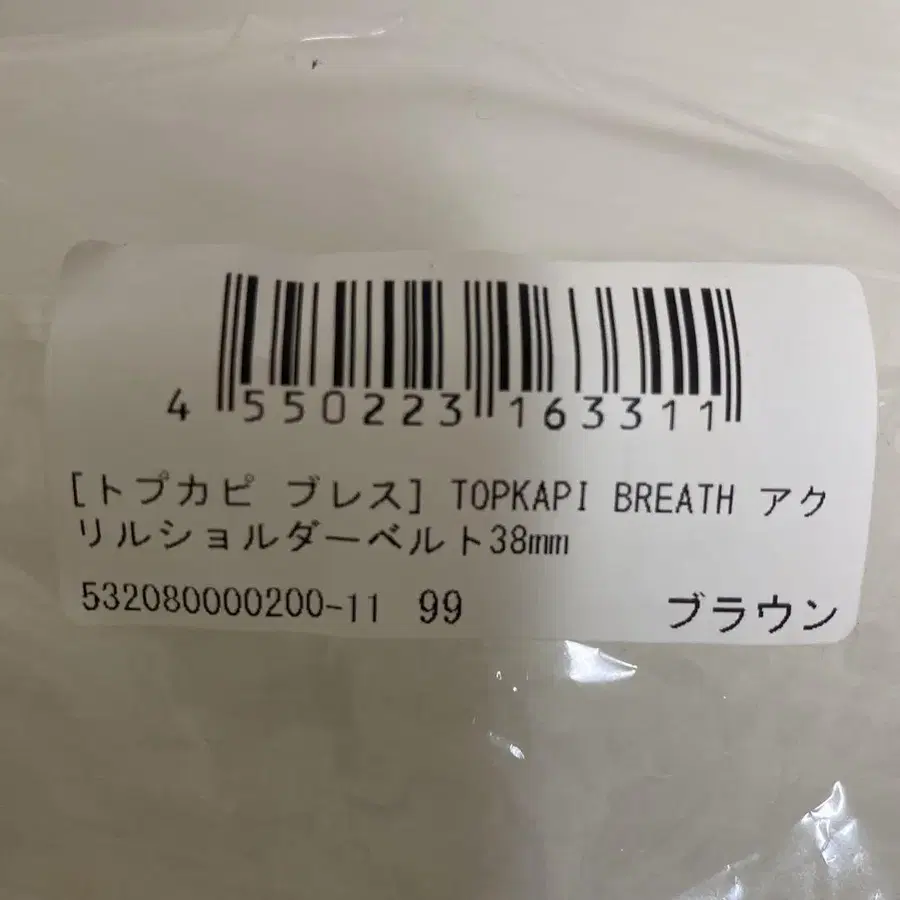 4 550223 163311
[トプカピ ブレス] TOPKAPI BREATH アク
リルショルダーベルト38mm
532080000200-11 99 ブラウン